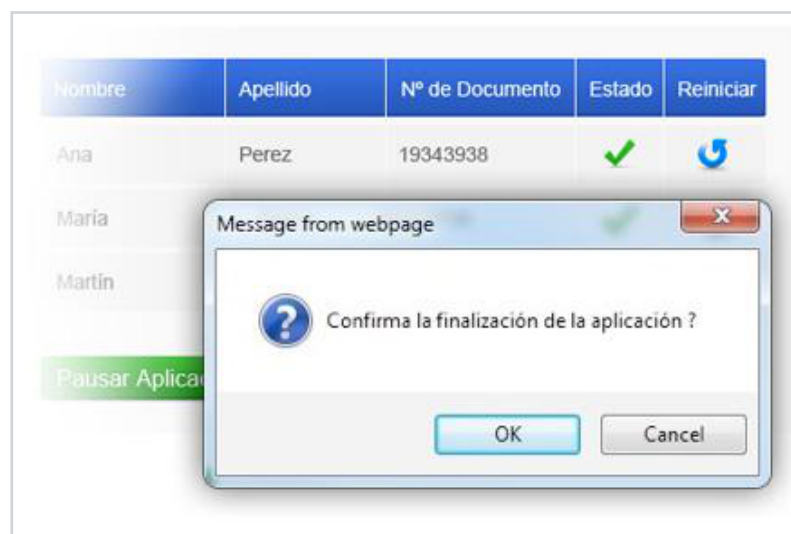 Nombre Apellido Nº de Documento Estado Reiniciar
Ana Perez 19343938
María
Martín
Message from webpage
Confirma la finalización de la aplicación ?
Pausar
OK Cancel